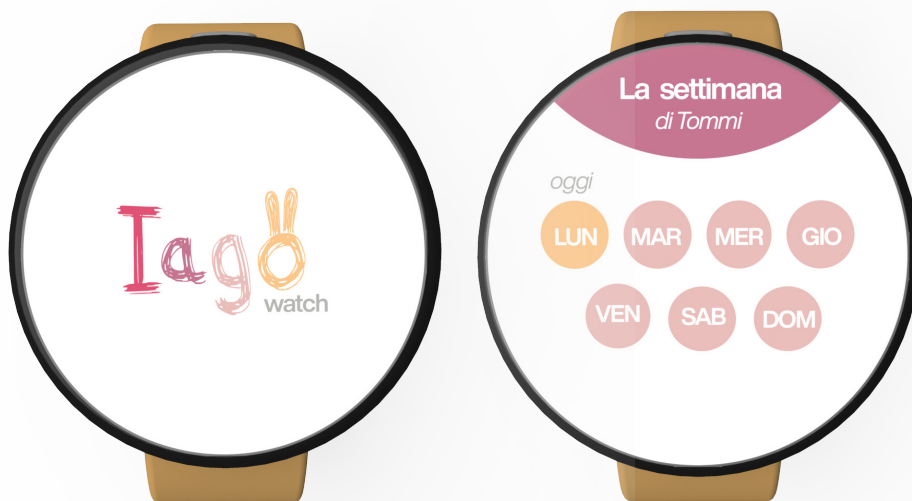 Iago
watch
La settimana
di Tommi
oggi
LUN MAR MER GIO
VEN SAB DOM